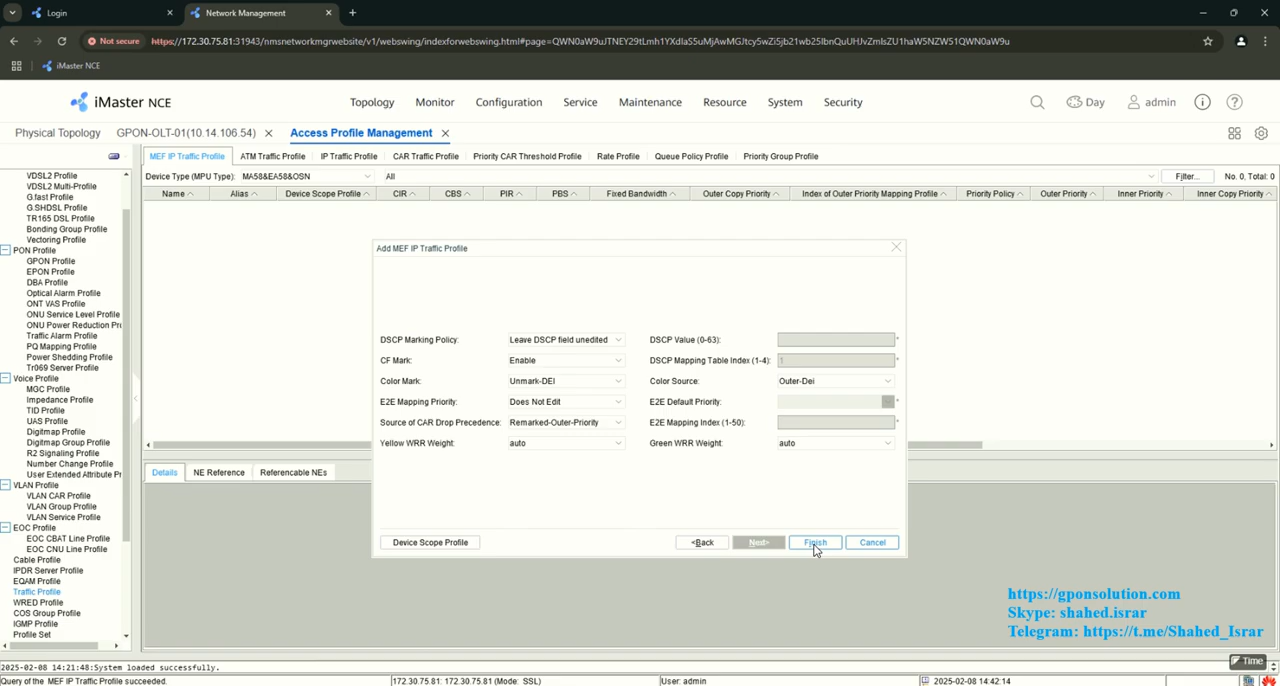 Login
Network Management
Not secure
https://172.30.75.81:31943/nmsnetworkmgrwebsite/v1/webswing/indexforwebswing.html#page=QWN0aW9uJTNEY29tLmh1YXdlaS5uMjAwMGJtcy5wZi5jb21wb25lbnQuUHJvZmlsZU1haW5NZW51QWN0aW9u
iMaster NCE
iMaster NCE
Topology Monitor Configuration Service Maintenance Resource System Security
Day admin
Physical Topology GPON-OLT-01(10.14.106.54) Access Profile Management
VDSL2 Profile
VDSL2 Multi-Profile
G.fast Profile
G.SHDSL Profile
TR165 DSL Profile
Bonding Group Profile
Vectoring Profile
PON Profile
GPON Profile
EPON Profile
DBA Profile
Optical Alarm Profile
ONT VAS Profile
ONU Service Level Profile
ONU Power Reduction Pr
Traffic Alarm Profile
PQ Mapping Profile
Power Shedding Profile
Tr069 Server Profile
Voice Profile
MGC Profile
Impedance Profile
TID Profile
UAS Profile
Digitmap Profile
Digitmap Group Profile
R2 Signaling Profile
Number Change Profile
User Extended Attribute Pr
VLAN Profile
VLAN CAR Profile
VLAN Group Profile
VLAN Service Profile
EOC Profile
EOC CBAT Line Profile
EOC CNU Line Profile
Cable Profile
IPDR Server Profile
EQAM Profile
Traffic Profile
WRED Profile
COS Group Profile
IGMP Profile
Profile Set
MEF IP Traffic Profile ATM Traffic Profile IP Traffic Profile CAR Traffic Profile Priority CAR Threshold Profile Rate Profile Queue Policy Profile Priority Group Profile
Device Type (MPU Type): MA58&EA58&OSN All Filter... No. 0, Total: 0
Name Alias Device Scope Profile CIR CBS PIR PBS Fixed Bandwidth Outer Copy Priority Index of Outer Priority Mapping Profile Priority Policy Outer Priority Inner Priority Inner Copy Priority
Add MEF IP Traffic Profile
DSCP Marking Policy: Leave DSCP field unedited DSCP Value (0-63): *
CF Mark: Enable DSCP Mapping Table Index (1-4): 1 *
Color Mark: Unmark-DEI Color Source: Outer-Dei
E2E Mapping Priority: Does Not Edit E2E Default Priority: *
Source of CAR Drop Precedence: Remarked-Outer-Priority E2E Mapping Index (1-50): *
Yellow WRR Weight: auto Green WRR Weight: auto
Device Scope Profile <Back Next> Finish Cancel
Details NE Reference Referencable NEs
https://gponsolution.com
Skype: shahed.israr
Telegram: https://t.me/Shahed_Israr
Time
2025-02-08 14:21:48:System loaded successfully.
Query of the MEF IP Traffic Profile succeeded. 172.30.75.81: 172.30.75.81 (Mode: SSL) User: admin 2025-02-08 14:42:14